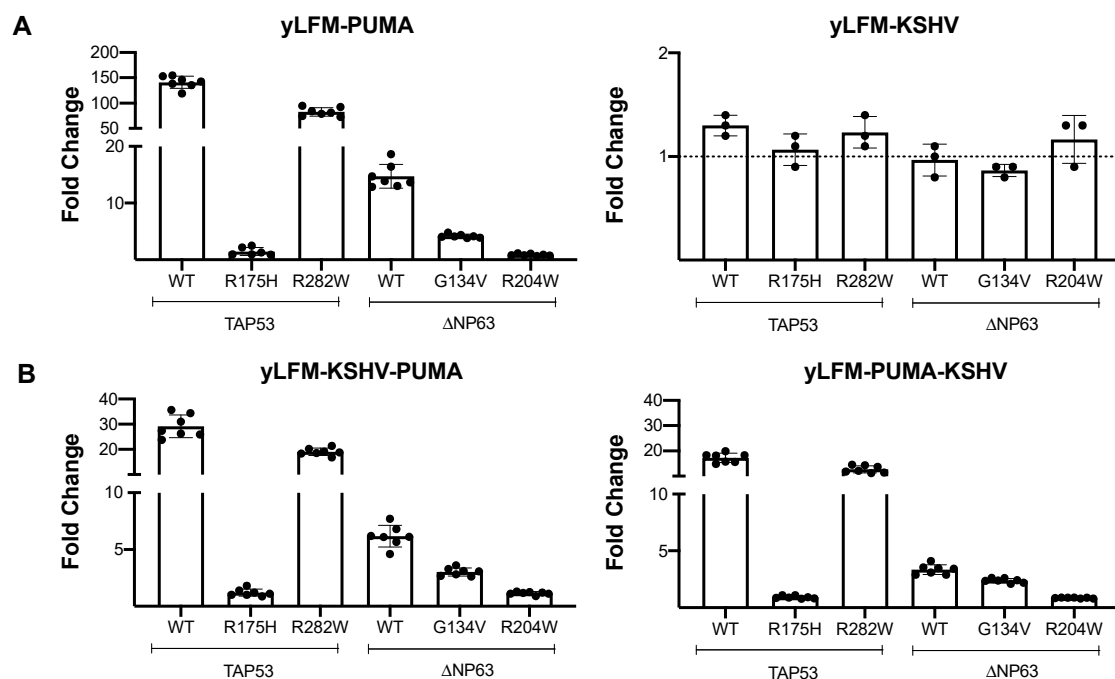 A
yLFM-PUMA
Fold Change
200
150
100
50
20
10
WT R175H R282W WT G134V R204W
TAP53 ΔNP63
yLFM-KSHV
Fold Change
2
1
WT R175H R282W WT G134V R204W
TAP53 ΔNP63
B
yLFM-KSHV-PUMA
Fold Change
40
30
20
10
5
WT R175H R282W WT G134V R204W
TAP53 ΔNP63
yLFM-PUMA-KSHV
Fold Change
40
30
20
10
5
WT R175H R282W WT G134V R204W
TAP53 ΔNP63